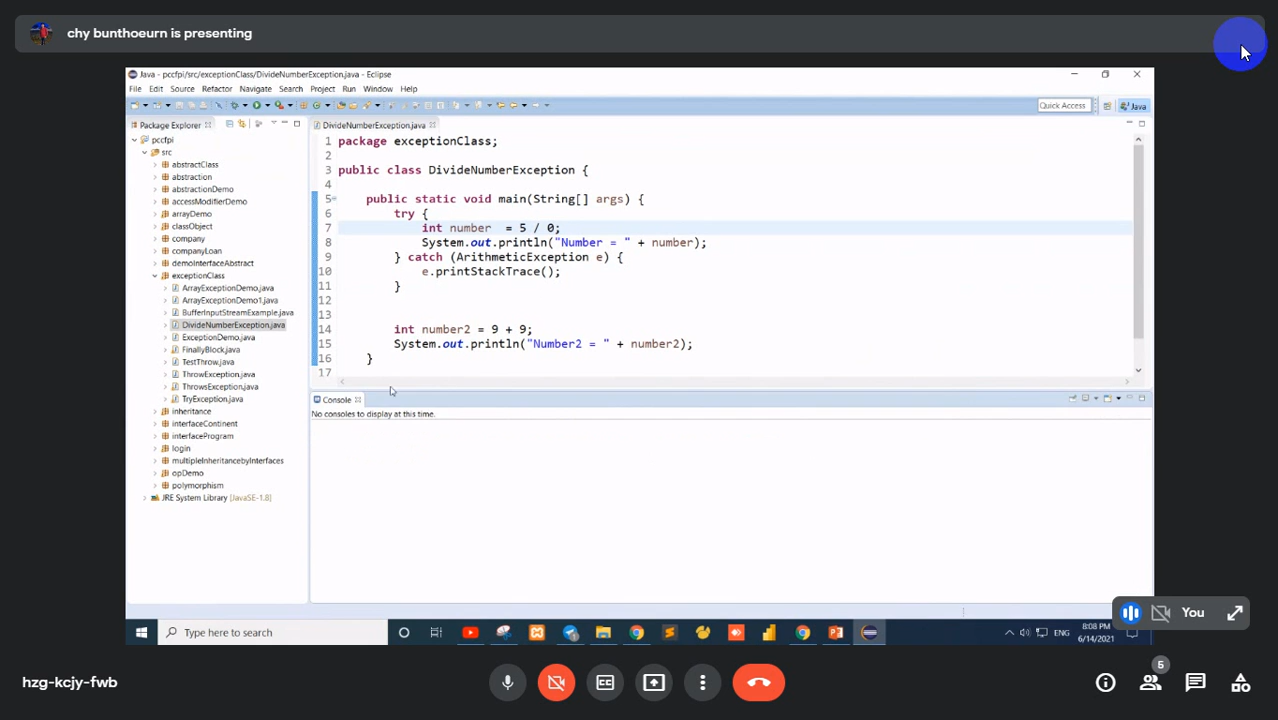 chy bunthoeurn is presenting
Java - pccfpi/src/exceptionClass/DivideNumberException.java - Eclipse
File Edit Source Refactor Navigate Search Project Run Window Help
Quick Access
Java
Package Explorer
DivideNumberException.java
pccfpi
src
abstractClass
abstraction
abstractionDemo
accessModifierDemo
arrayDemo
classObject
company
companyLoan
demoInterfaceAbstract
exceptionClass
ArrayExceptionDemo.java
ArrayExceptionDemo1.java
BufferInputStreamExample.java
DivideNumberException.java
ExceptionDemo.java
FinallyBlock.java
TestThrow.java
ThrowException.java
ThrowsException.java
TryException.java
inheritance
interfaceContinent
interfaceProgram
login
multipleInheritancebyInterfaces
opDemo
polymorphism
JRE System Library [JavaSE-1.8]
1 package exceptionClass;
2
3 public class DivideNumberException {
4
5 public static void main(String[] args) {
6 try {
7 int number = 5 / 0;
8 System.out.println("Number = " + number);
9 } catch (ArithmeticException e) {
10 e.printStackTrace();
11 }
12
13
14 int number2 = 9 + 9;
15 System.out.println("Number2 = " + number2);
16 }
17
Console
No consoles to display at this time.
You
Type here to search
ENG
8:08 PM
6/14/2021
hzg-kcjy-fwb
CC
5